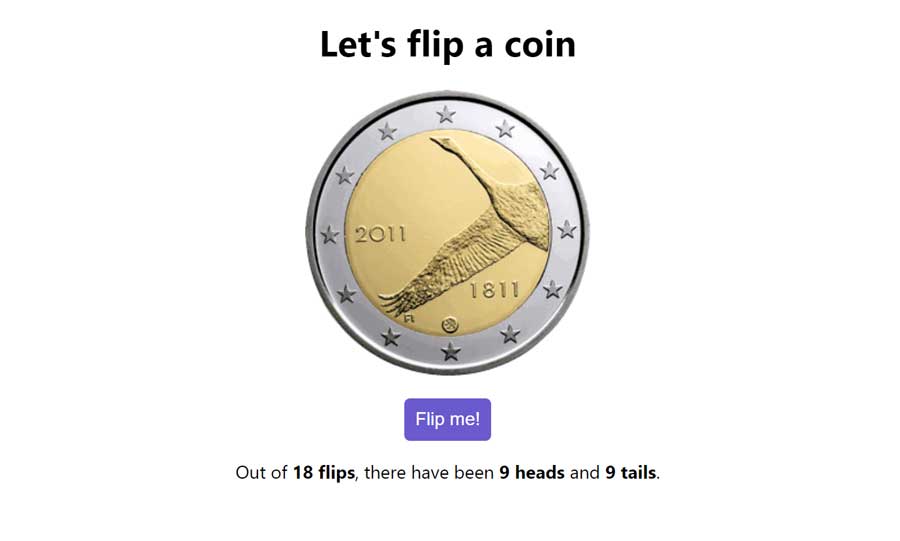 Let's flip a coin
2011
1811
FI
Flip me!
Out of 18 flips, there have been 9 heads and 9 tails.